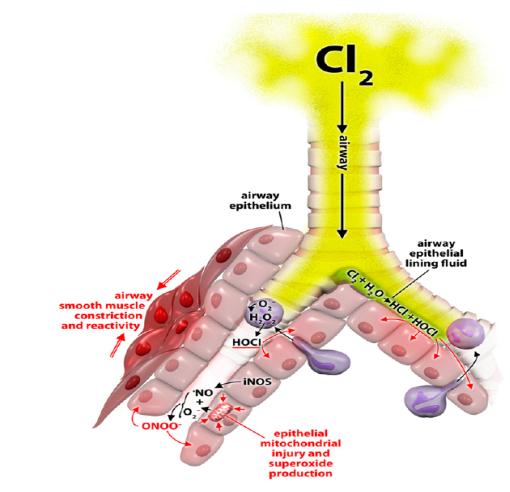 Cl2
airway
airway
epithelium
airway
epithelial
lining fluid
Cl2+H2O→HCl+HOCl
airway
smooth muscle
constriction
and reactivity
·O2-
H2O2
HOCl
iNOS
·NO
+
O2·-
ONOO-
epithelial
mitochondrial
injury and
superoxide
production